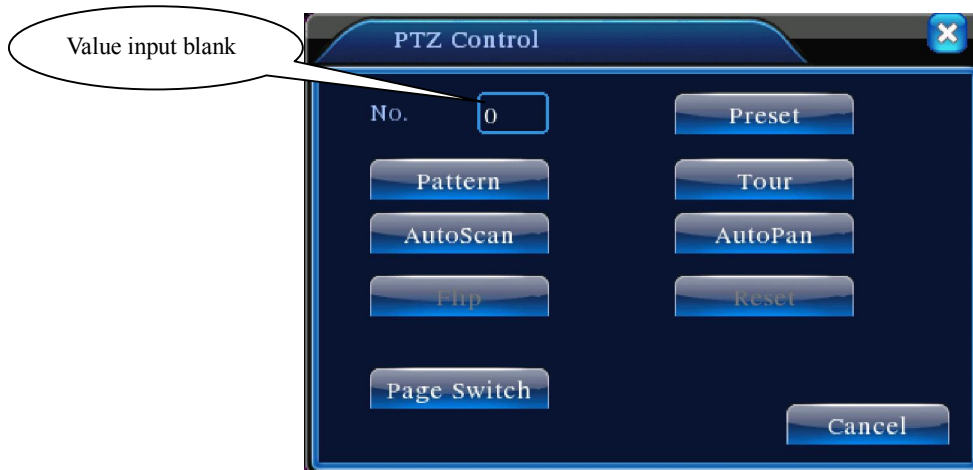 Value input blank
PTZ Control
No. 0 Preset
Pattern Tour
AutoScan AutoPan
Flip Reset
Page Switch
Cancel